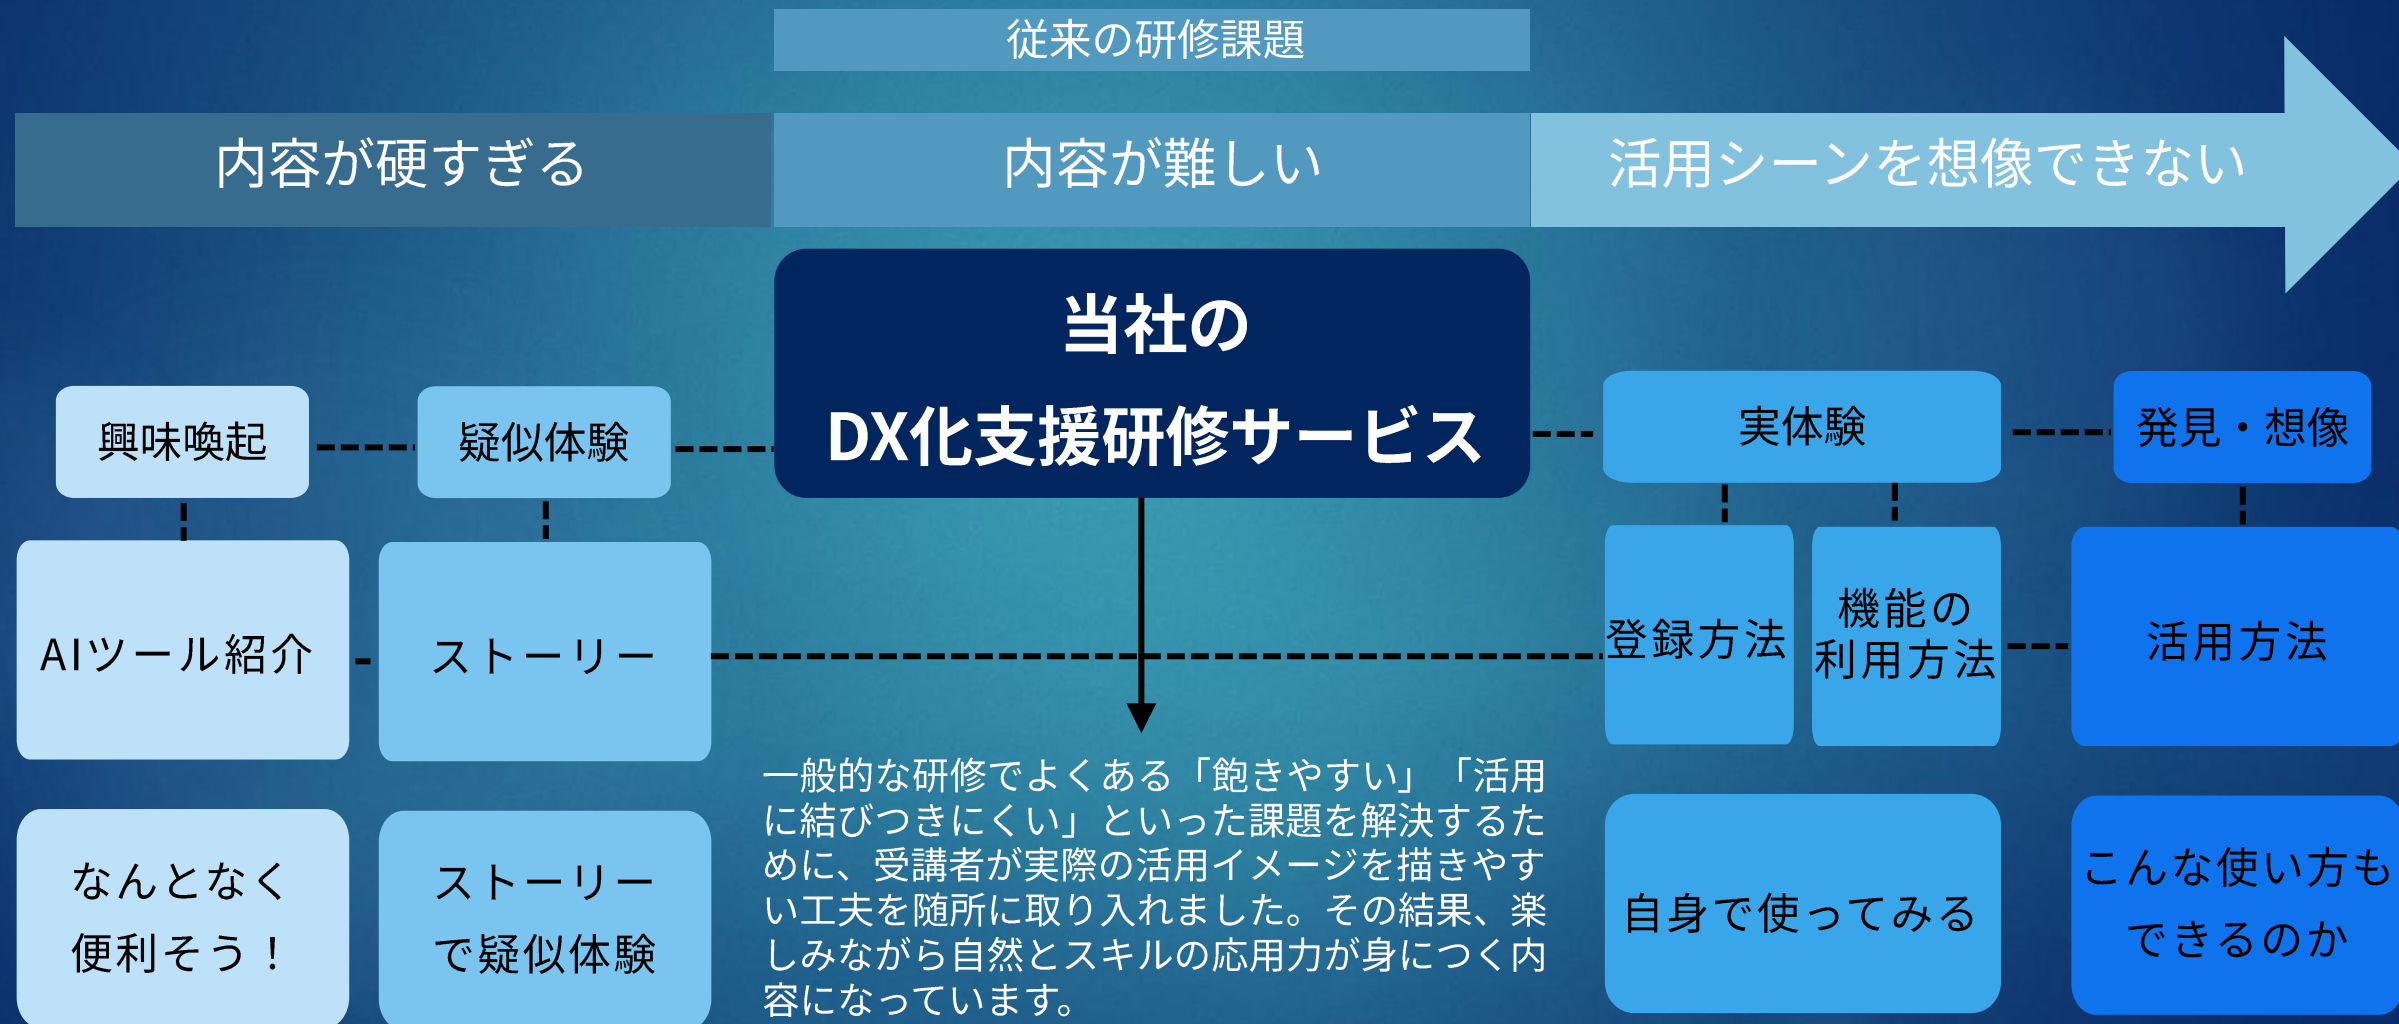 従来の研修課題
内容が硬すぎる
内容が難しい
活用シーンを想像できない
当社の
DX化支援研修サービス
興味喚起
疑似体験
実体験
発見・想像
AIツール紹介
ストーリー
登録方法
機能の
利用方法
活用方法
なんとなく
便利そう！
ストーリー
で疑似体験
一般的な研修でよくある「飽きやすい」「活用
に結びつきにくい」といった課題を解決するた
めに、受講者が実際の活用イメージを描きやす
い工夫を随所に取り入れました。その結果、楽
しみながら自然とスキルの応用力が身につく内
容になっています。
自身で使ってみる
こんな使い方も
できるのか